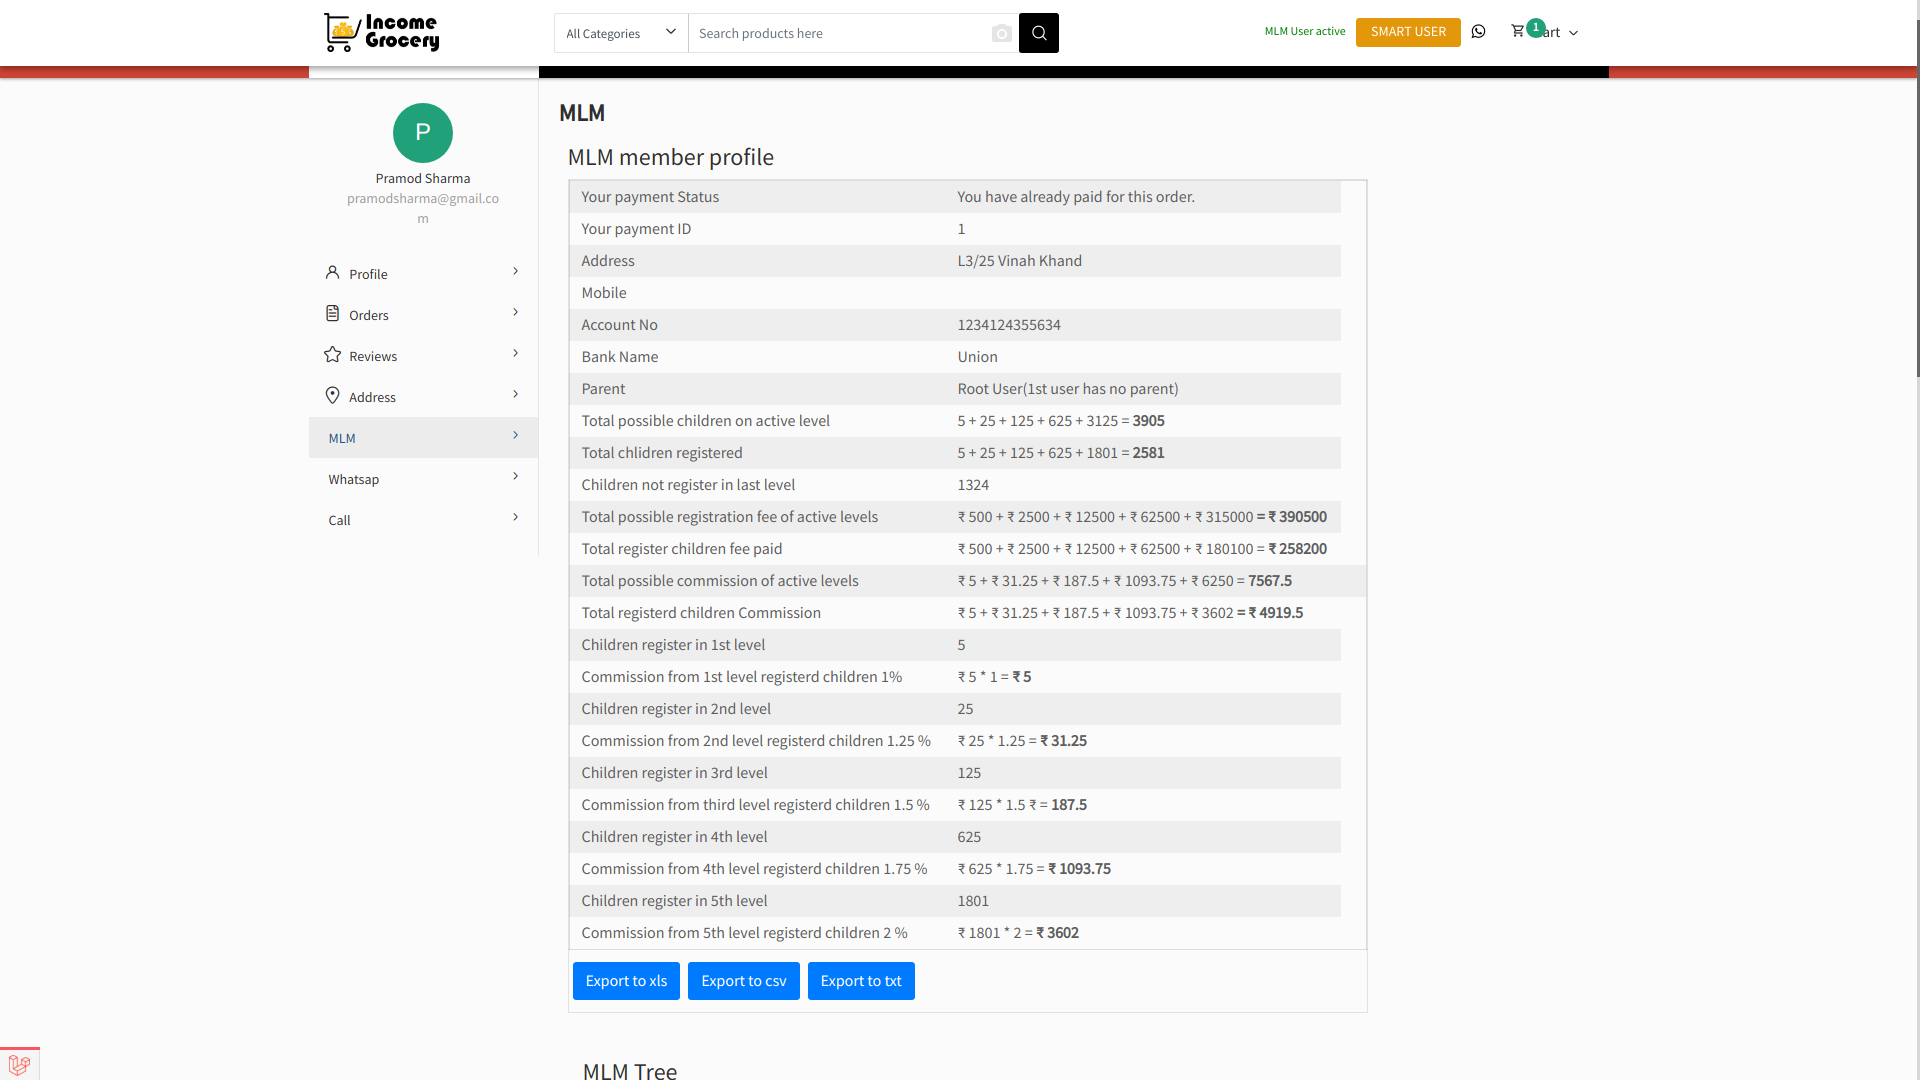 Income
Grocery
All Categories
Search products here
MLM User active
SMART USER
1
art
P
Pramod Sharma
pramodsharma@gmail.co
m
Profile
Orders
Reviews
Address
MLM
Whatsap
Call
MLM
MLM member profile
Your payment Status You have already paid for this order.
Your payment ID 1
Address L3/25 Vinah Khand
Mobile
Account No 1234124355634
Bank Name Union
Parent Root User(1st user has no parent)
Total possible children on active level 5 + 25 + 125 + 625 + 3125 = 3905
Total chlidren registered 5 + 25 + 125 + 625 + 1801 = 2581
Children not register in last level 1324
Total possible registration fee of active levels ₹ 500 + ₹ 2500 + ₹ 12500 + ₹ 62500 + ₹ 315000 = ₹ 390500
Total register children fee paid ₹ 500 + ₹ 2500 + ₹ 12500 + ₹ 62500 + ₹ 180100 = ₹ 258200
Total possible commission of active levels ₹ 5 + ₹ 31.25 + ₹ 187.5 + ₹ 1093.75 + ₹ 6250 = 7567.5
Total registerd children Commission ₹ 5 + ₹ 31.25 + ₹ 187.5 + ₹ 1093.75 + ₹ 3602 = ₹ 4919.5
Children register in 1st level 5
Commission from 1st level registerd children 1% ₹ 5 * 1 = ₹ 5
Children register in 2nd level 25
Commission from 2nd level registerd children 1.25 % ₹ 25 * 1.25 = ₹ 31.25
Children register in 3rd level 125
Commission from third level registerd children 1.5 % ₹ 125 * 1.5 ₹ = 187.5
Children register in 4th level 625
Commission from 4th level registerd children 1.75 % ₹ 625 * 1.75 = ₹ 1093.75
Children register in 5th level 1801
Commission from 5th level registerd children 2 % ₹ 1801 * 2 = ₹ 3602
Export to xls
Export to csv
Export to txt
MLM Tree